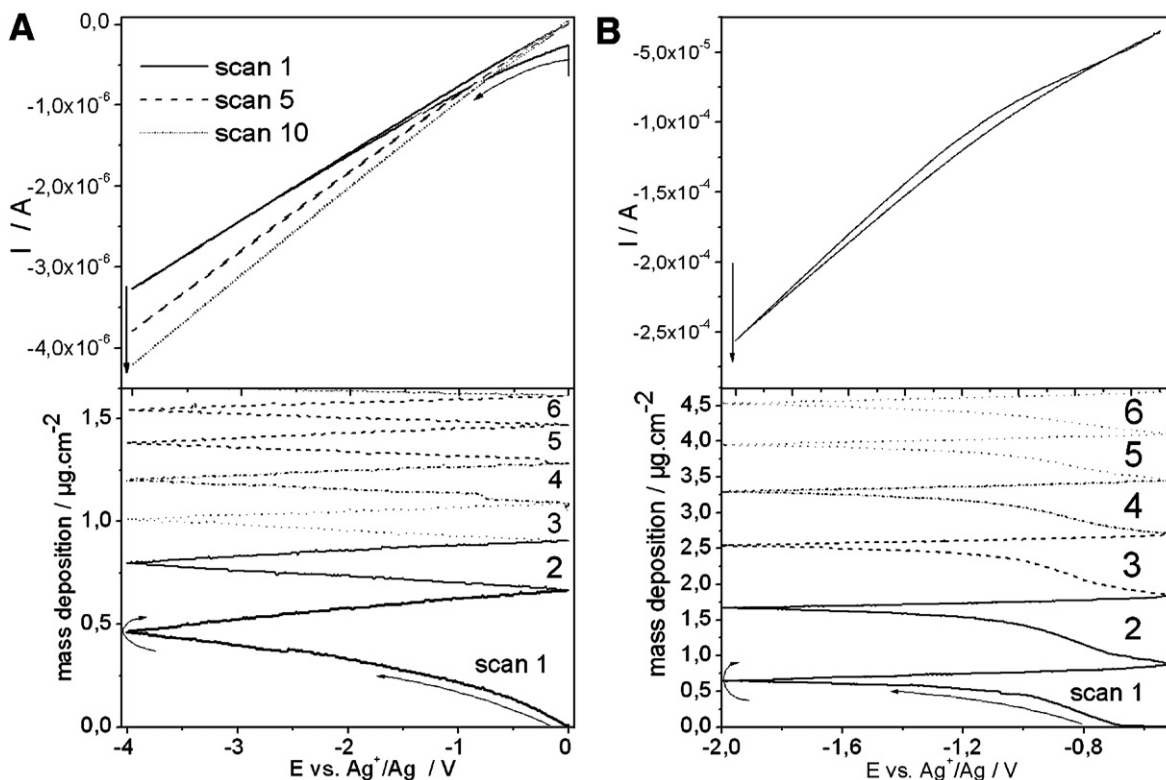 A
scan 1
scan 5
scan 10
0,0
-1,0x10⁻⁶
-2,0x10⁻⁶
-3,0x10⁻⁶
-4,0x10⁻⁶
I / A
1,5
1,0
0,5
0,0
mass deposition / µg.cm⁻²
6
5
4
3
2
scan 1
-4 -3 -2 -1 0
E vs. Ag⁺/Ag / V
B
-5,0x10⁻⁵
-1,0x10⁻⁴
-1,5x10⁻⁴
-2,0x10⁻⁴
-2,5x10⁻⁴
I / A
4,5
4,0
3,5
3,0
2,5
2,0
1,5
1,0
0,5
0,0
mass deposition / µg.cm⁻²
6
5
4
3
2
scan 1
-2,0 -1,6 -1,2 -0,8
E vs. Ag⁺/Ag / V